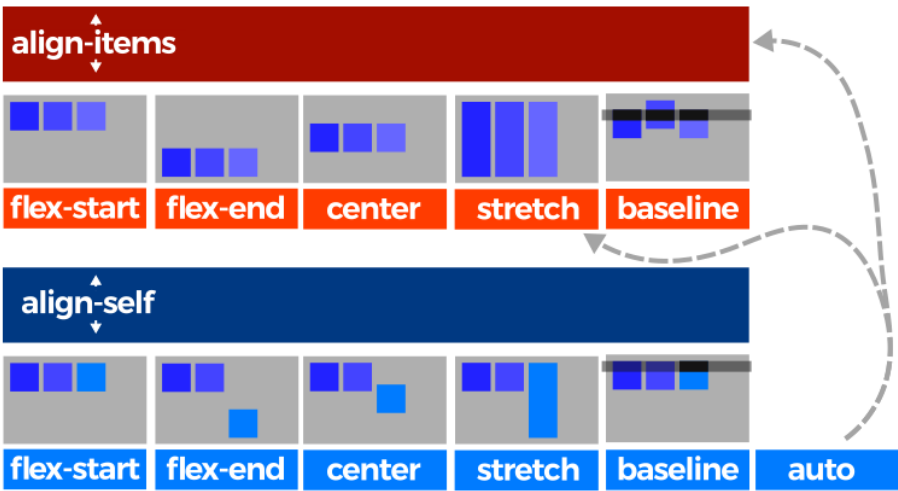 align-items
flex-start flex-end center stretch baseline
align-self
flex-start flex-end center stretch baseline auto